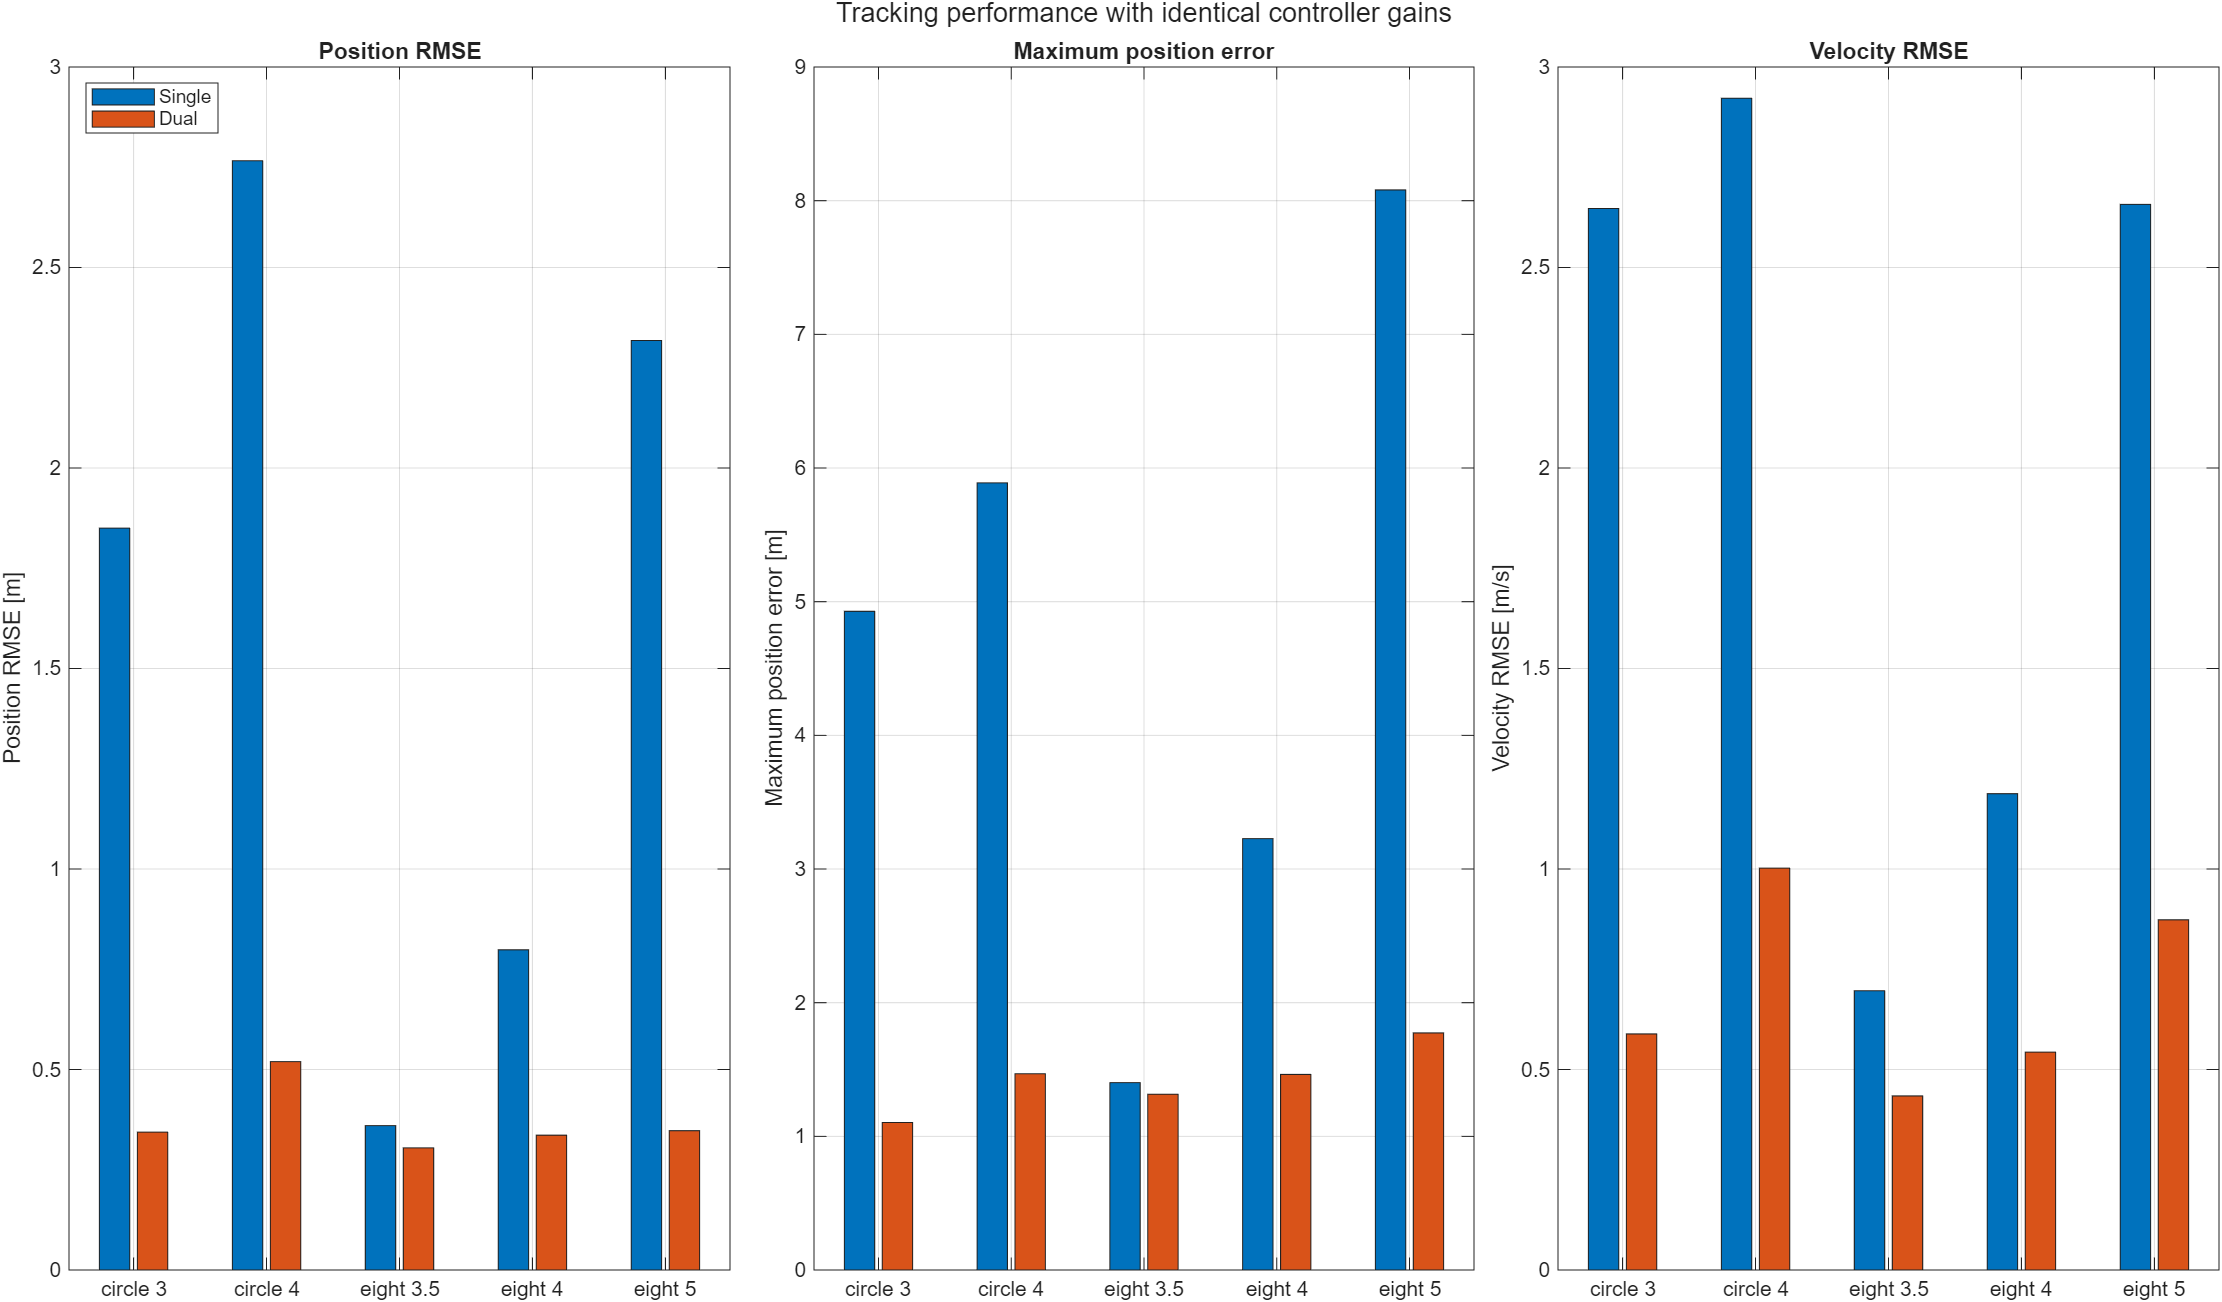 Tracking performance with identical controller gains
Position RMSE
Position RMSE [m]
3
2.5
2
1.5
1
0.5
0
Single
Dual
circle 3 circle 4 eight 3.5 eight 4 eight 5
Maximum position error
Maximum position error [m]
9
8
7
6
5
4
3
2
1
0
circle 3 circle 4 eight 3.5 eight 4 eight 5
Velocity RMSE
Velocity RMSE [m/s]
3
2.5
2
1.5
1
0.5
0
circle 3 circle 4 eight 3.5 eight 4 eight 5